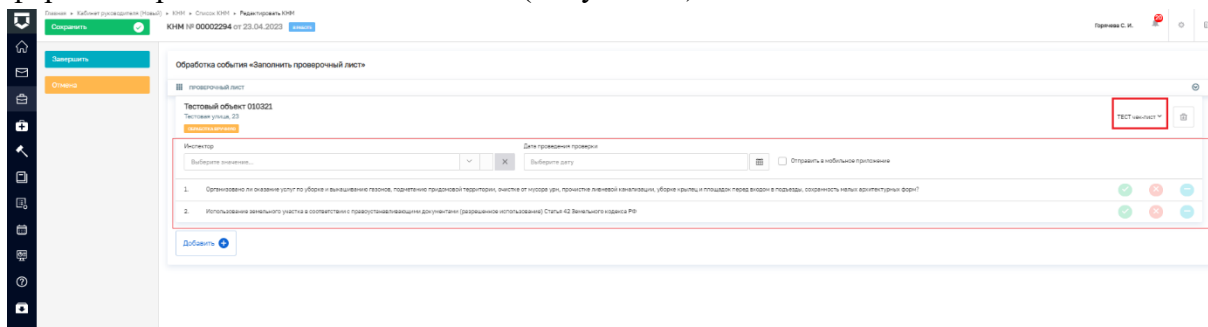 Главная • Кабинет руководителя (Новый) • КНМ • Список КНМ • Редактировать КНМ
Сохранить
КНМ № 00002294 от 23.04.2023
Горячева С. И.
Завершить
Отмена
Обработка события «Заполнить проверочный лист»
ПРОВЕРОЧНЫЙ ЛИСТ
Тестовый объект 010321
Тестовая улица, 23
ТЕСТ чек-лист
Инспектор
Дата проведения проверки
Выберите значение...
Выберите дату
Отправить в мобильное приложение
1. Организовано ли оказание услуг по уборке и выкашиванию газонов, подметанию придомовой территории, очистке от мусора урн, прочистке ливневой канализации, уборке крылец и площадок перед входом в подъезды, сохранность малых архитектурных форм?
2. Использование земельного участка в соответствии с правоустанавливающими документами (разрешенное использование) Статья 42 Земельного кодекса РФ
Добавить